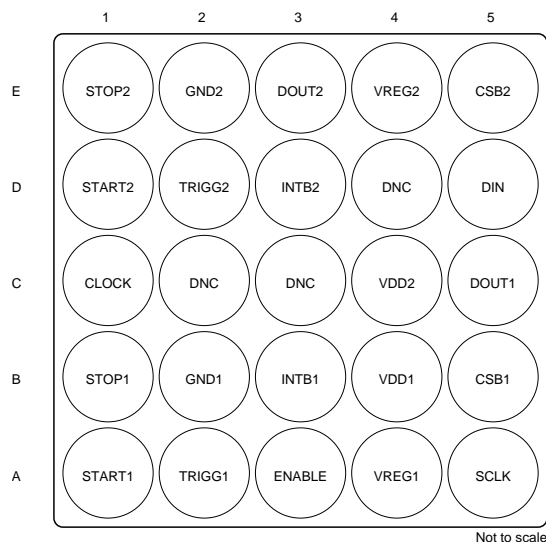 1 2 3 4 5
E STOP2 GND2 DOUT2 VREG2 CSB2
D START2 TRIGG2 INTB2 DNC DIN
C CLOCK DNC DNC VDD2 DOUT1
B STOP1 GND1 INTB1 VDD1 CSB1
A START1 TRIGG1 ENABLE VREG1 SCLK
Not to scale